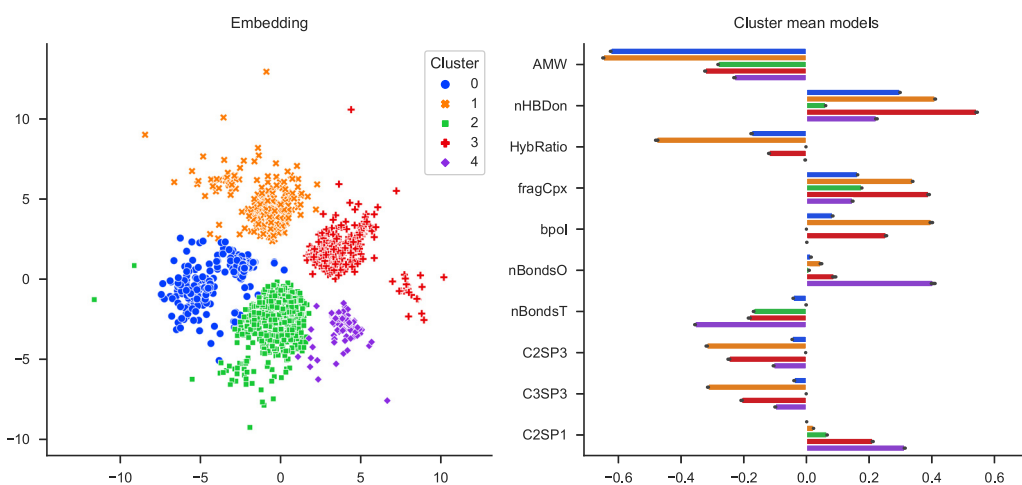 Embedding
Cluster
0
1
2
3
4
10
5
0
−5
−10
−10
−5
0
5
10
Cluster mean models
AMW
nHBDon
HybRatio
fragCpx
bpol
nBondsO
nBondsT
C2SP3
C3SP3
C2SP1
−0.6
−0.4
−0.2
0.0
0.2
0.4
0.6